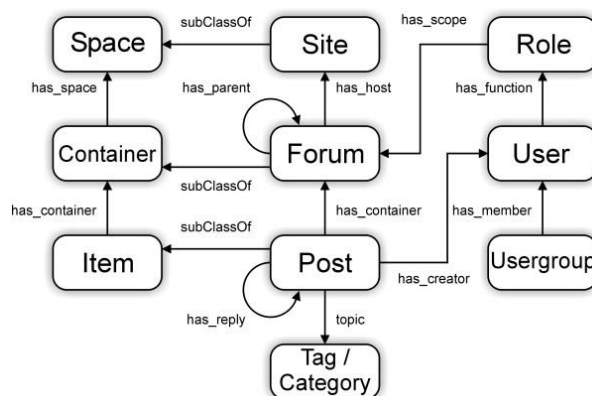 subClassOf
has_scope
Space
Site
Role
has_space
has_parent
has_host
has_function
Container
Forum
User
subClassOf
has_container
subClassOf
has_container
has_member
Item
Post
Usergroup
has_creator
has_reply
topic
Tag /
Category